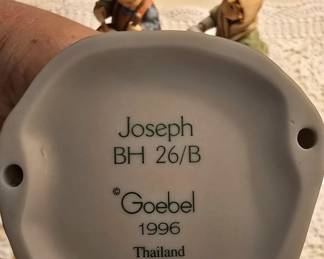 Joseph
BH 26/B
©Goebel
1996
Thailand